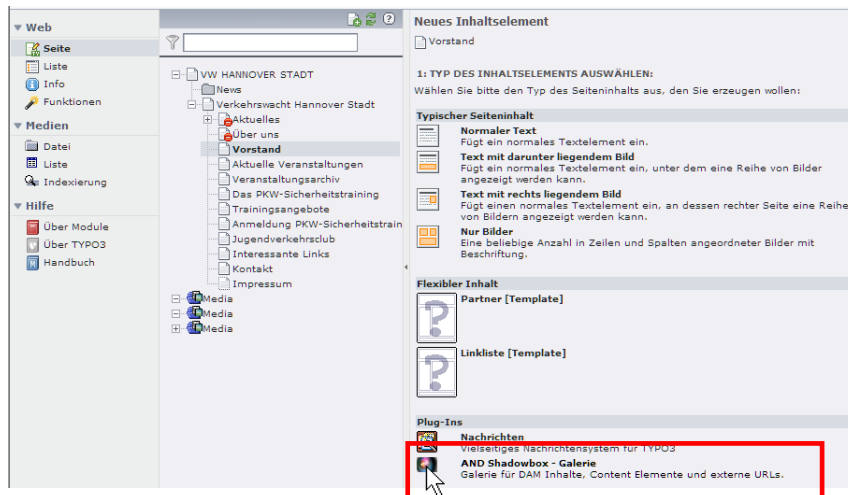 Web
Seite
Liste
Info
Funktionen
Medien
Datei
Liste
Indexierung
Hilfe
Über Module
Über TYPO3
Handbuch
VW HANNOVER STADT
News
Verkehrswacht Hannover Stadt
Aktuelles
Über uns
Vorstand
Aktuelle Veranstaltungen
Veranstaltungsarchiv
Das PKW-Sicherheitstraining
Trainingsangebote
Anmeldung PKW-Sicherheitstrain
Jugendverkehrsclub
Interessante Links
Kontakt
Impressum
Media
Media
Media
Neues Inhaltselement
Vorstand
1: TYP DES INHALTSELEMENTS AUSWÄHLEN:
Wählen Sie bitte den Typ des Seiteninhalts aus, den Sie erzeugen wollen:
Typischer Seiteninhalt
Normaler Text
Fügt ein normales Textelement ein.
Text mit darunter liegendem Bild
Fügt ein normales Textelement ein, unter dem eine Reihe von Bilder
angezeigt werden kann.
Text mit rechts liegendem Bild
Fügt einen normales Textelement ein, an dessen rechter Seite eine Reihe
von Bildern angezeigt werden kann.
Nur Bilder
Eine beliebige Anzahl in Zeilen und Spalten angeordneter Bilder mit
Beschriftung.
Flexibler Inhalt
Partner [Template]
Linkliste [Template]
Plug-Ins
Nachrichten
Vielseitiges Nachrichtensystem für TYPO3
AND Shadowbox - Galerie
Galerie für DAM Inhalte, Content Elemente und externe URLs.